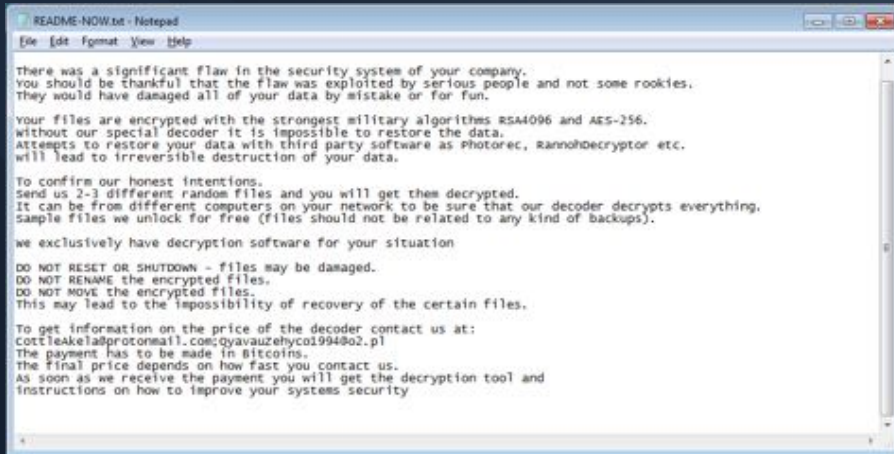 README-NOW.txt - Notepad
File Edit Format View Help
There was a significant flaw in the security system of your company.
You should be thankful that the flaw was exploited by serious people and not some rookies.
They would have damaged all of your data by mistake or for fun.
Your files are encrypted with the strongest military algorithms RSA4096 and AES-256.
Without our special decoder it is impossible to restore the data.
Attempts to restore your data with third party software as Photorec, RannohDecryptor etc.
will lead to irreversible destruction of your data.
To confirm our honest intentions.
Send us 2-3 different random files and you will get them decrypted.
It can be from different computers on your network to be sure that our decoder decrypts everything.
Sample files we unlock for free (files should not be related to any kind of backups).
We exclusively have decryption software for your situation
DO NOT RESET OR SHUTDOWN - files may be damaged.
DO NOT RENAME the encrypted files.
DO NOT MOVE the encrypted files.
This may lead to the impossibility of recovery of the certain files.
To get information on the price of the decoder contact us at:
CottleAkela@protonmail.com;Qyavauzehyco1994@o2.pl
The payment has to be made in Bitcoins.
The final price depends on how fast you contact us.
As soon as we receive the payment you will get the decryption tool and
instructions on how to improve your systems security